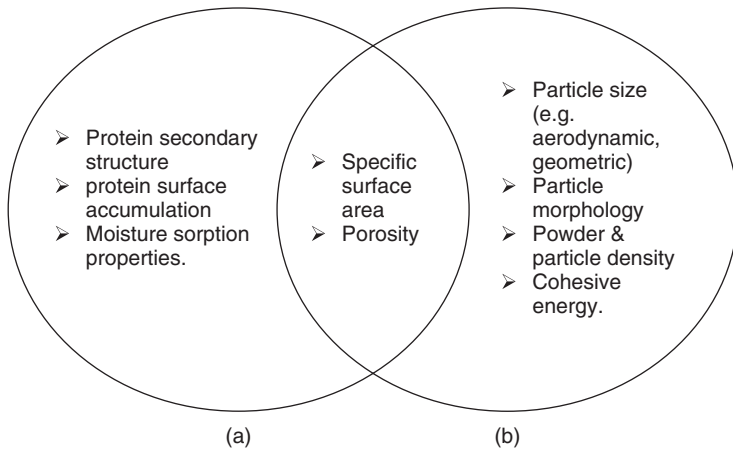 ➢ Protein secondary
structure
➢ protein surface
accumulation
➢ Moisture sorption
properties.
➢ Specific
surface
area
➢ Porosity
➢ Particle size
(e.g.
aerodynamic,
geometric)
➢ Particle
morphology
➢ Powder &
particle density
➢ Cohesive
energy.
(a)
(b)